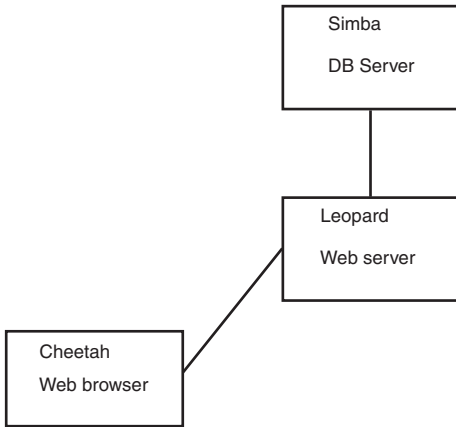 Simba
DB Server
Leopard
Web server
Cheetah
Web browser